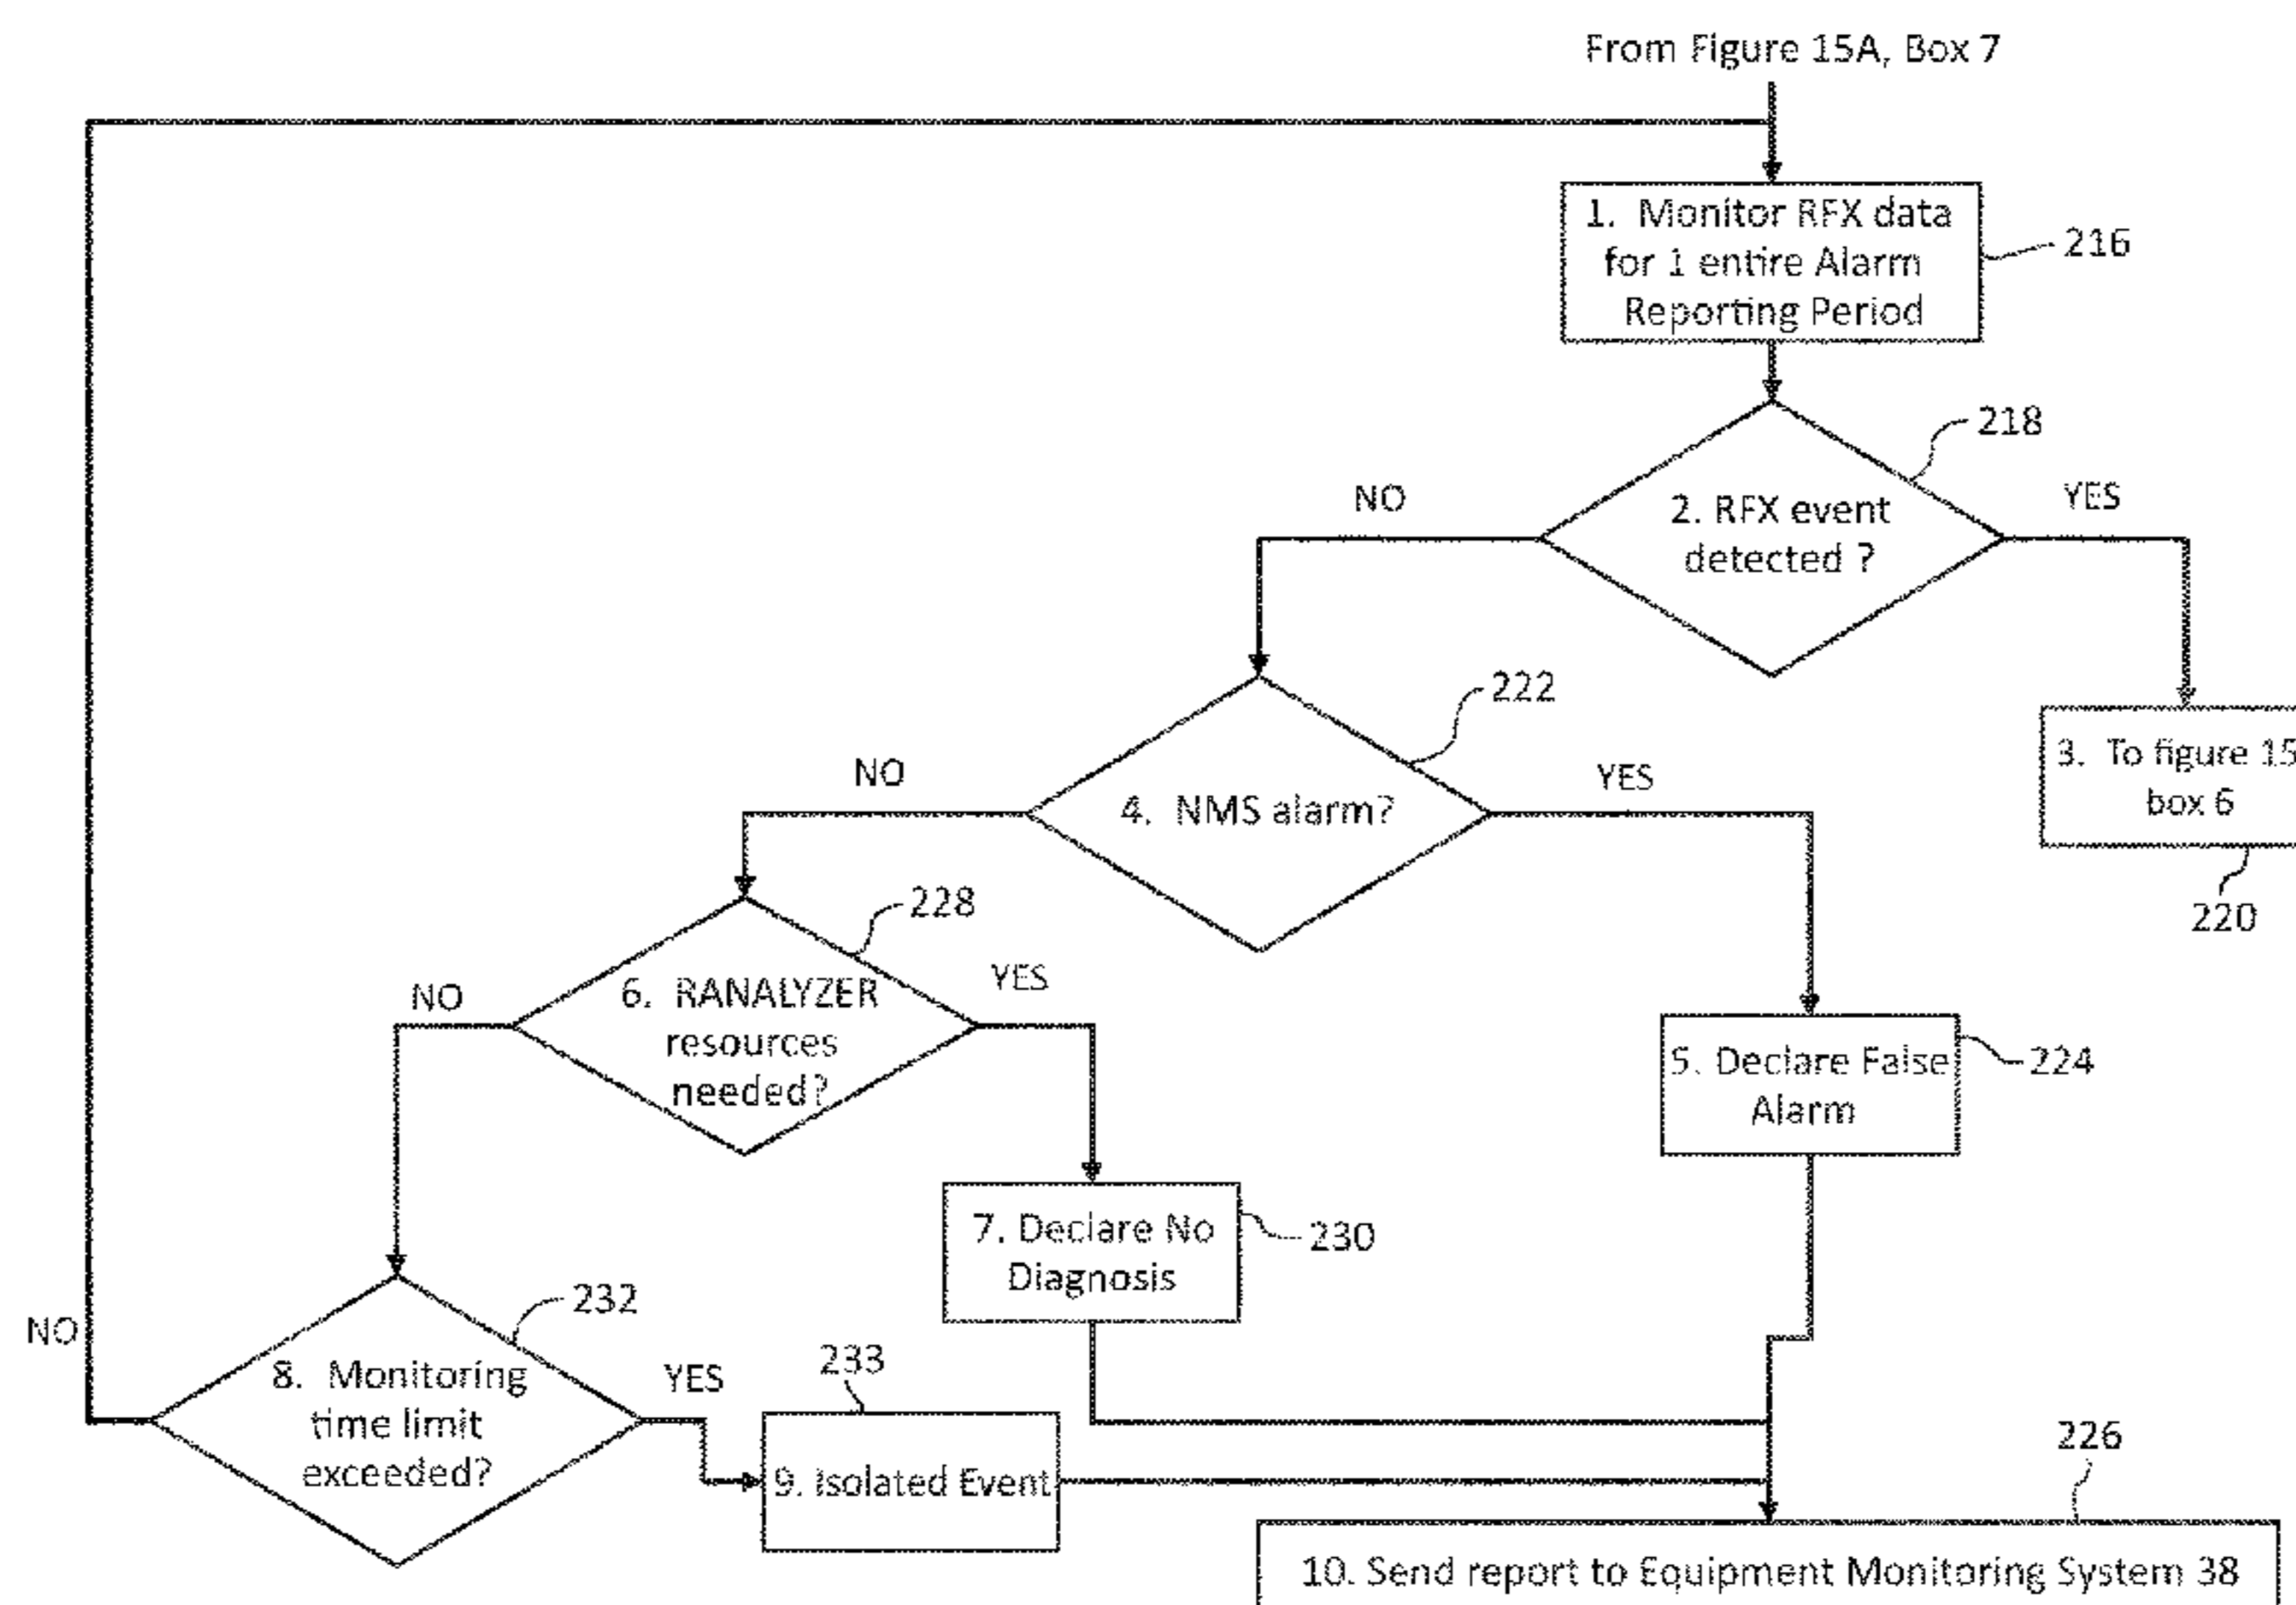 From Figure 15A, Box 7
1. Monitor RFX data
for 1 entire Alarm
Reporting Period
216
218
2. RFX event
detected ?
NO
YES
222
4. NMS alarm?
NO
YES
3. To figure 15
box 6
220
228
6. RANALYZER
resources
needed?
NO
YES
5. Declare False
Alarm
224
7. Declare No
Diagnosis
230
232
8. Monitoring
time limit
exceeded?
NO
YES
233
9. Isolated Event
226
10. Send report to Equipment Monitoring System 38